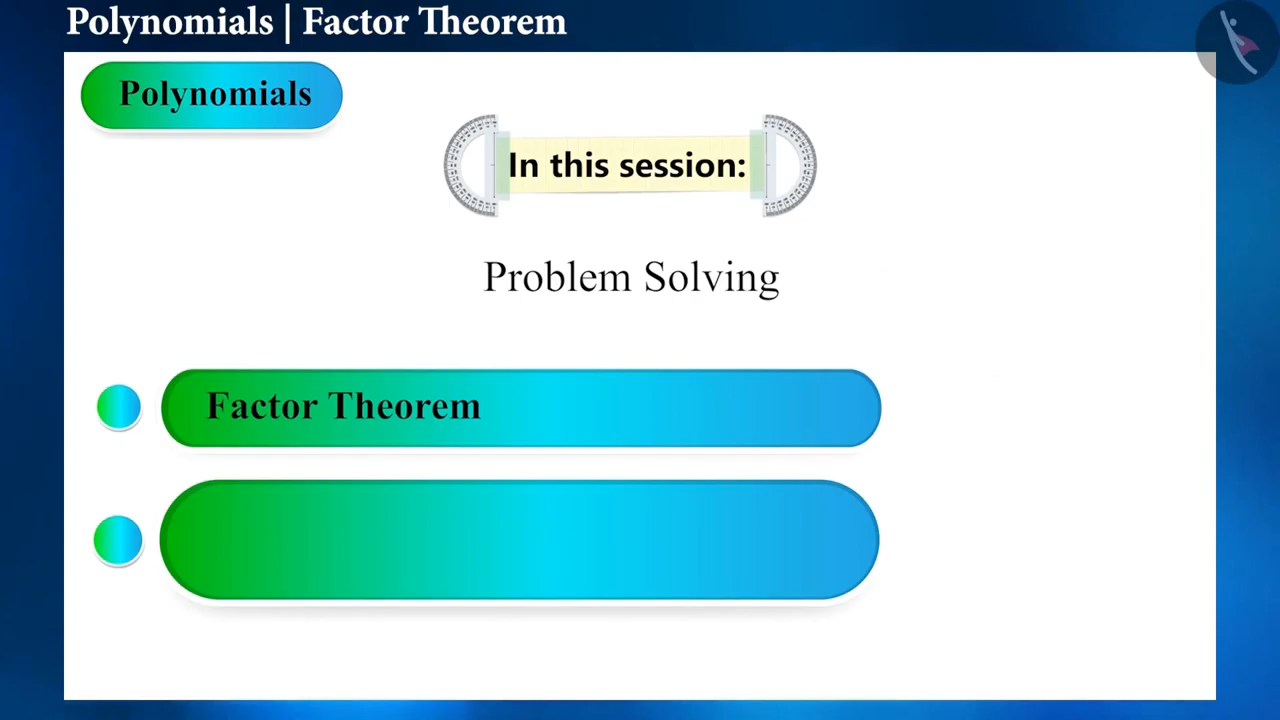 Polynomials | Factor Theorem
Polynomials
In this session:
Problem Solving
Factor Theorem